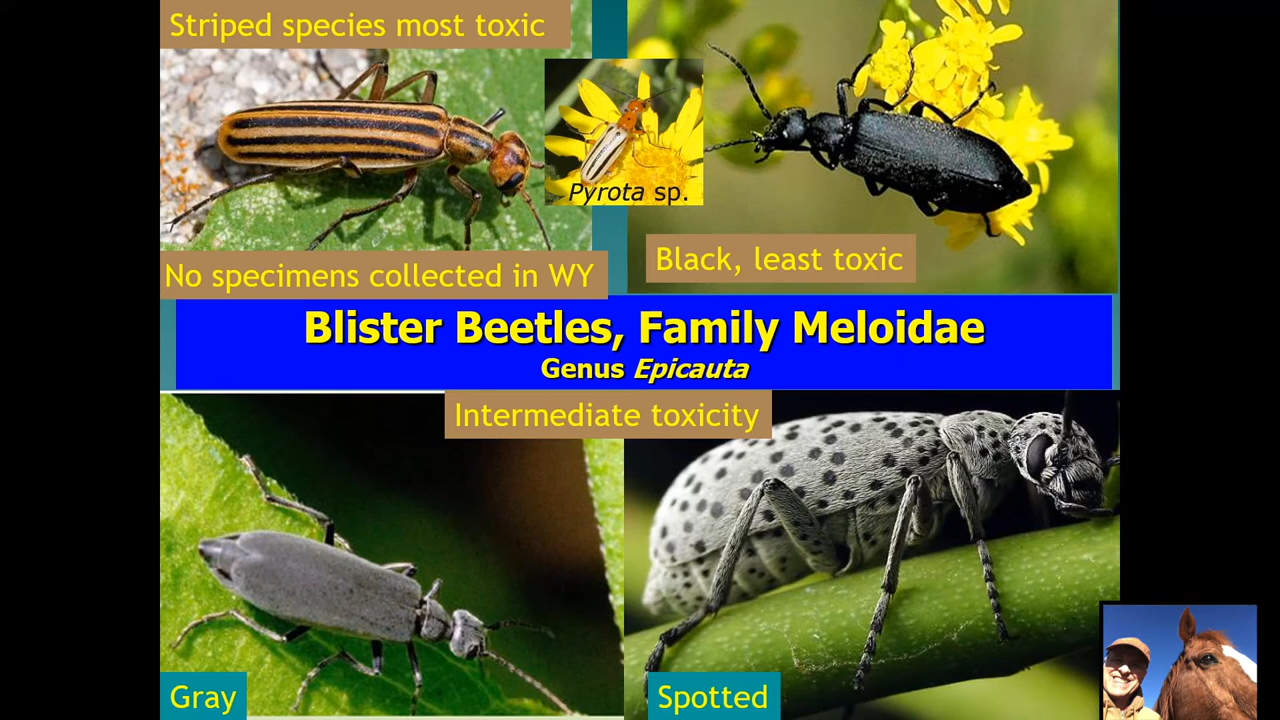 Striped species most toxic
Pyrota sp.
Black, least toxic
No specimens collected in WY
Blister Beetles, Family Meloidae
Genus Epicauta
Intermediate toxicity
Gray
Spotted